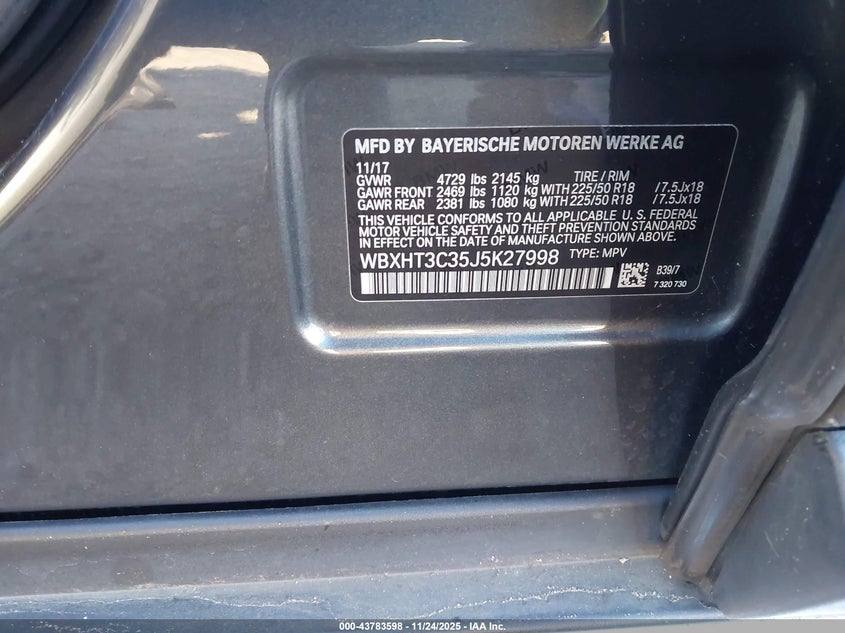 MFD BY BAYERISCHE MOTOREN WERKE AG
11/17
GVWR 4729 lbs 2145 kg TIRE / RIM
GAWR FRONT 2469 lbs 1120 kg WITH 225/50 R18 /7.5Jx18
GAWR REAR 2381 lbs 1080 kg WITH 225/50 R18 /7.5Jx18
THIS VEHICLE CONFORMS TO ALL APPLICABLE U. S. FEDERAL
MOTOR VEHICLE SAFETY AND THEFT PREVENTION STANDARDS
IN EFFECT ON THE DATE OF MANUFACTURE SHOWN ABOVE.
WBXHT3C35J5K27998 TYPE: MPV
B39/7
7 320 730
000-43783598 - 11/24/2025 - IAA Inc.